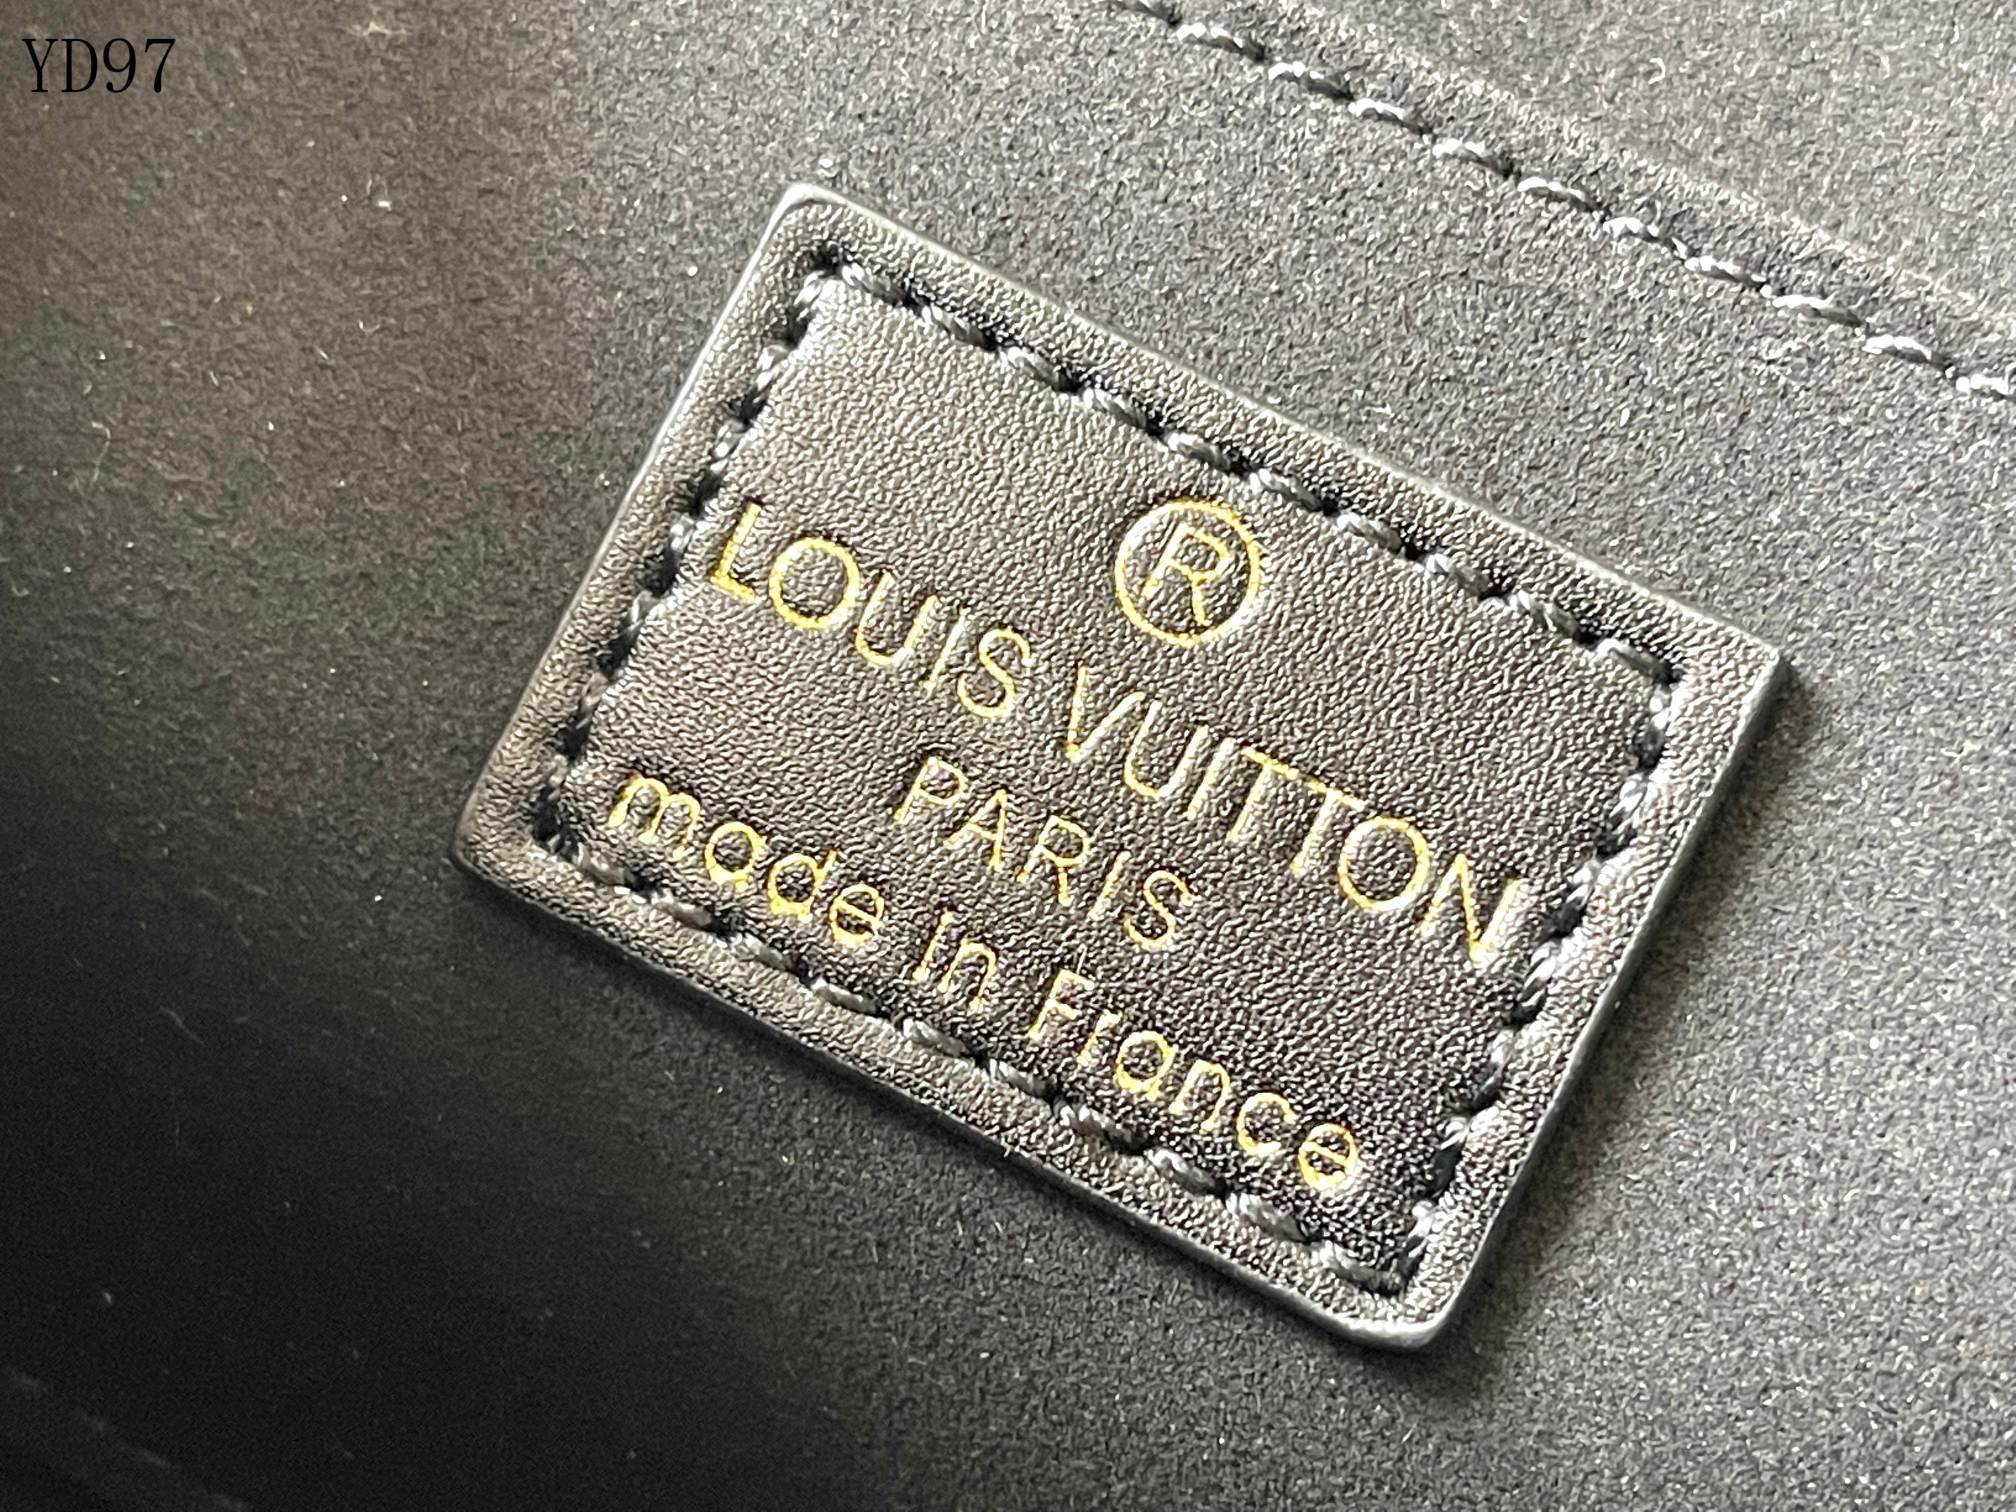 YD97
®
LOUIS VUITTON
PARIS
made in France